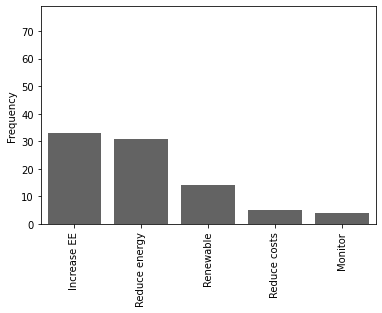 Frequency
70
60
50
40
30
20
10
0
Increase EE
Reduce energy
Renewable
Reduce costs
Monitor